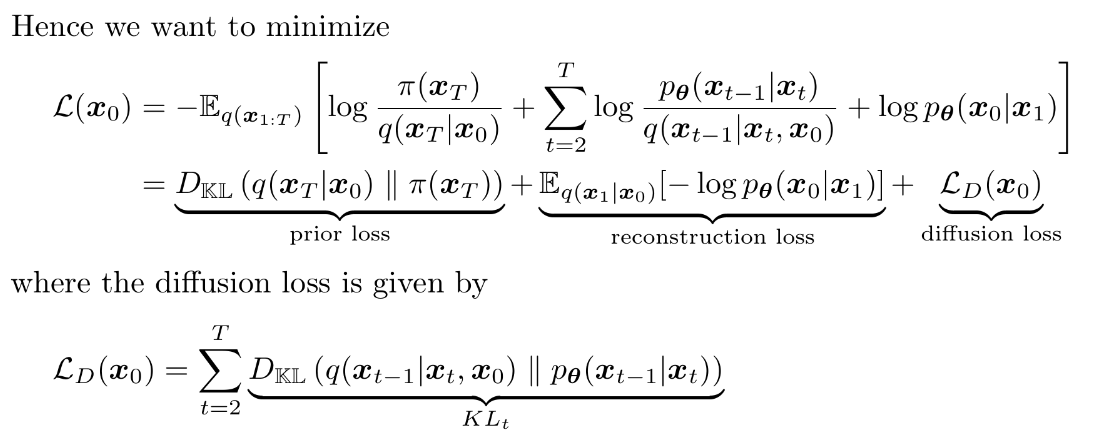 Hence we want to minimize
$\mathcal{L}(\boldsymbol{x}_0) = -\mathbb{E}_{q(\boldsymbol{x}_{1:T})} \left[ \log \frac{\pi(\boldsymbol{x}_T)}{q(\boldsymbol{x}_T|\boldsymbol{x}_0)} + \sum_{t=2}^{T} \log \frac{p_{\boldsymbol{\theta}}(\boldsymbol{x}_{t-1}|\boldsymbol{x}_t)}{q(\boldsymbol{x}_{t-1}|\boldsymbol{x}_t, \boldsymbol{x}_0)} + \log p_{\boldsymbol{\theta}}(\boldsymbol{x}_0|\boldsymbol{x}_1) \right]$
$= \underbrace{D_{\mathbb{KL}}(q(\boldsymbol{x}_T|\boldsymbol{x}_0) \parallel \pi(\boldsymbol{x}_T))}_{\text{prior loss}} + \underbrace{\mathbb{E}_{q(\boldsymbol{x}_1|\boldsymbol{x}_0)}[-\log p_{\boldsymbol{\theta}}(\boldsymbol{x}_0|\boldsymbol{x}_1)]}_{\text{reconstruction loss}} + \underbrace{\mathcal{L}_D(\boldsymbol{x}_0)}_{\text{diffusion loss}}$
where the diffusion loss is given by
$\mathcal{L}_D(\boldsymbol{x}_0) = \sum_{t=2}^{T} \underbrace{D_{\mathbb{KL}}(q(\boldsymbol{x}_{t-1}|\boldsymbol{x}_t, \boldsymbol{x}_0) \parallel p_{\boldsymbol{\theta}}(\boldsymbol{x}_{t-1}|\boldsymbol{x}_t))}_{KL_t}$